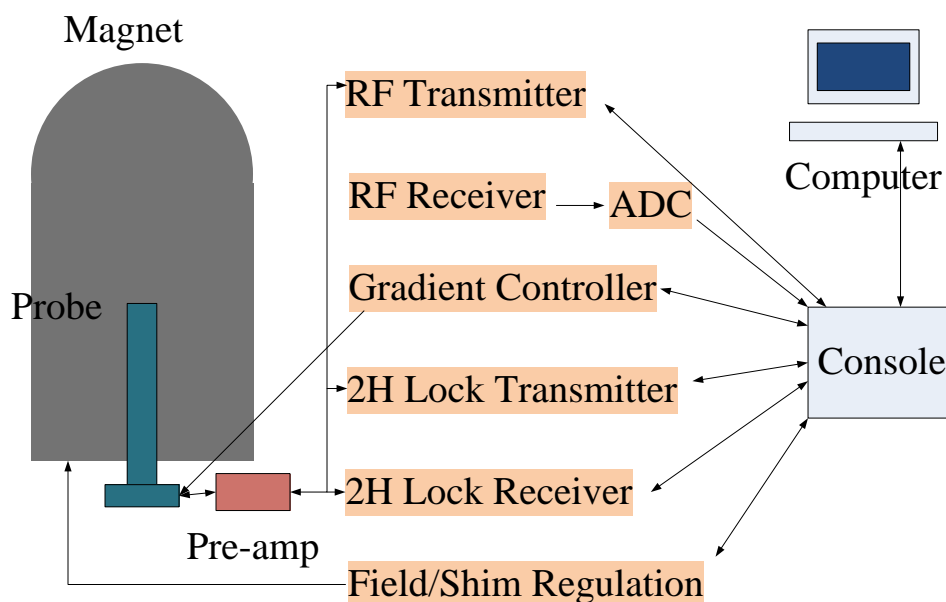 Magnet
RF Transmitter
Computer
RF Receiver
ADC
Gradient Controller
Probe
Console
2H Lock Transmitter
2H Lock Receiver
Pre-amp
Field/Shim Regulation